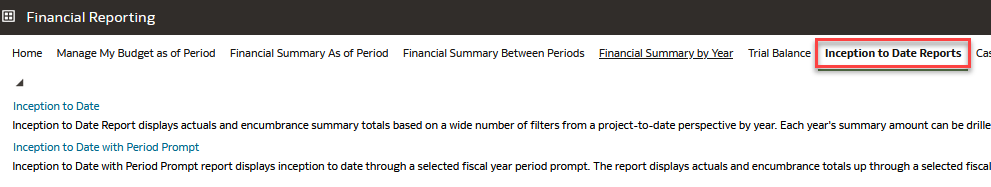 Financial Reporting
Home Manage My Budget as of Period Financial Summary As of Period Financial Summary Between Periods Financial Summary by Year Trial Balance Inception to Date Reports Cas
Inception to Date
Inception to Date Report displays actuals and encumbrance summary totals based on a wide number of filters from a project-to-date perspective by year. Each year's summary amount can be drille
Inception to Date with Period Prompt
Inception to Date with Period Prompt report displays inception to date through a selected fiscal year period prompt. The report displays actuals and encumbrance totals up through a selected fiscal